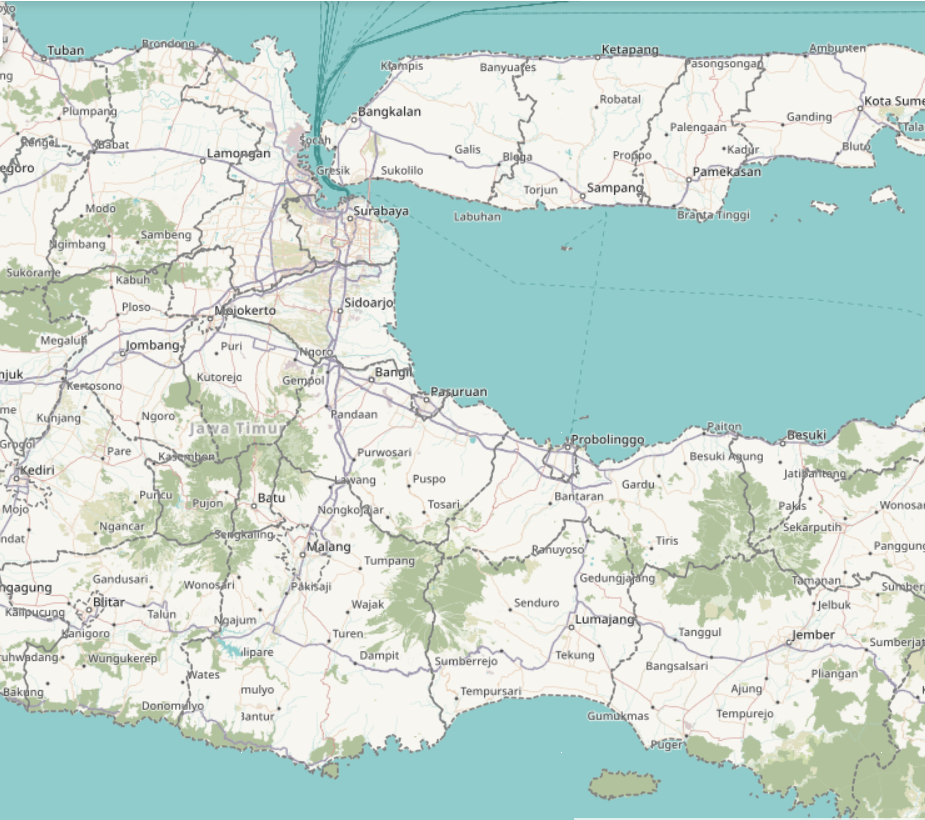 Tuban
Brondong
Klampis
Banyuates
Ketapang
Pasongsongan
Ambunten
Plumpang
Bangkalan
Robatal
Ganding
Kota Sume
Tala
Rengel
Babat
Lamongan
Socah
Galis
Blega
Palengaan
Kadur
Bluto
egoro
Gresik
Sukolilo
Proppo
Pamekasan
Torjun
Sampang
Modo
Surabaya
Labuhan
Branta Tinggi
Ngimbang
Sambeng
Sukorame
Kabuh
Ploso
Mojokerto
Sidoarjo
Megaluh
Jombang
Puri
Ngoro
njuk
Kertosono
Kutorejo
Gempol
Bangil
Pasuruan
Kunjang
Ngoro
Jawa Timur
Pandaan
Paiton
Besuki
Grogol
Pare
Kasembon
Purwosari
Probolinggo
Besuki Agung
Kediri
Lawang
Puspo
Gardu
Jatibanteng
Mojo
Puncu
Pujon
Batu
Nongkojajar
Tosari
Bantaran
Pakis
Wonosar
ndat
Ngancar
Sengkaling
Sekarputih
Malang
Tumpang
Ranuyoso
Tiris
Panggung
Gandusari
Wonosari
Pakisaji
Gedungjajang
Tamanan
ngagung
Blitar
Wajak
Senduro
Jelbuk
Sumber
Kalipucung
Talun
Ngajum
Lumajang
Sanigoro
Turen
Tanggul
Jember
Sumberjat
ruhwadang
Wungukerep
lipare
Dampit
Sumberrejo
Tekung
Bangsalsari
Wates
Pliangan
Bakung
mulyo
Tempursari
Ajung
Donomulyo
Bantur
Gumukmas
Tempurejo
Puger